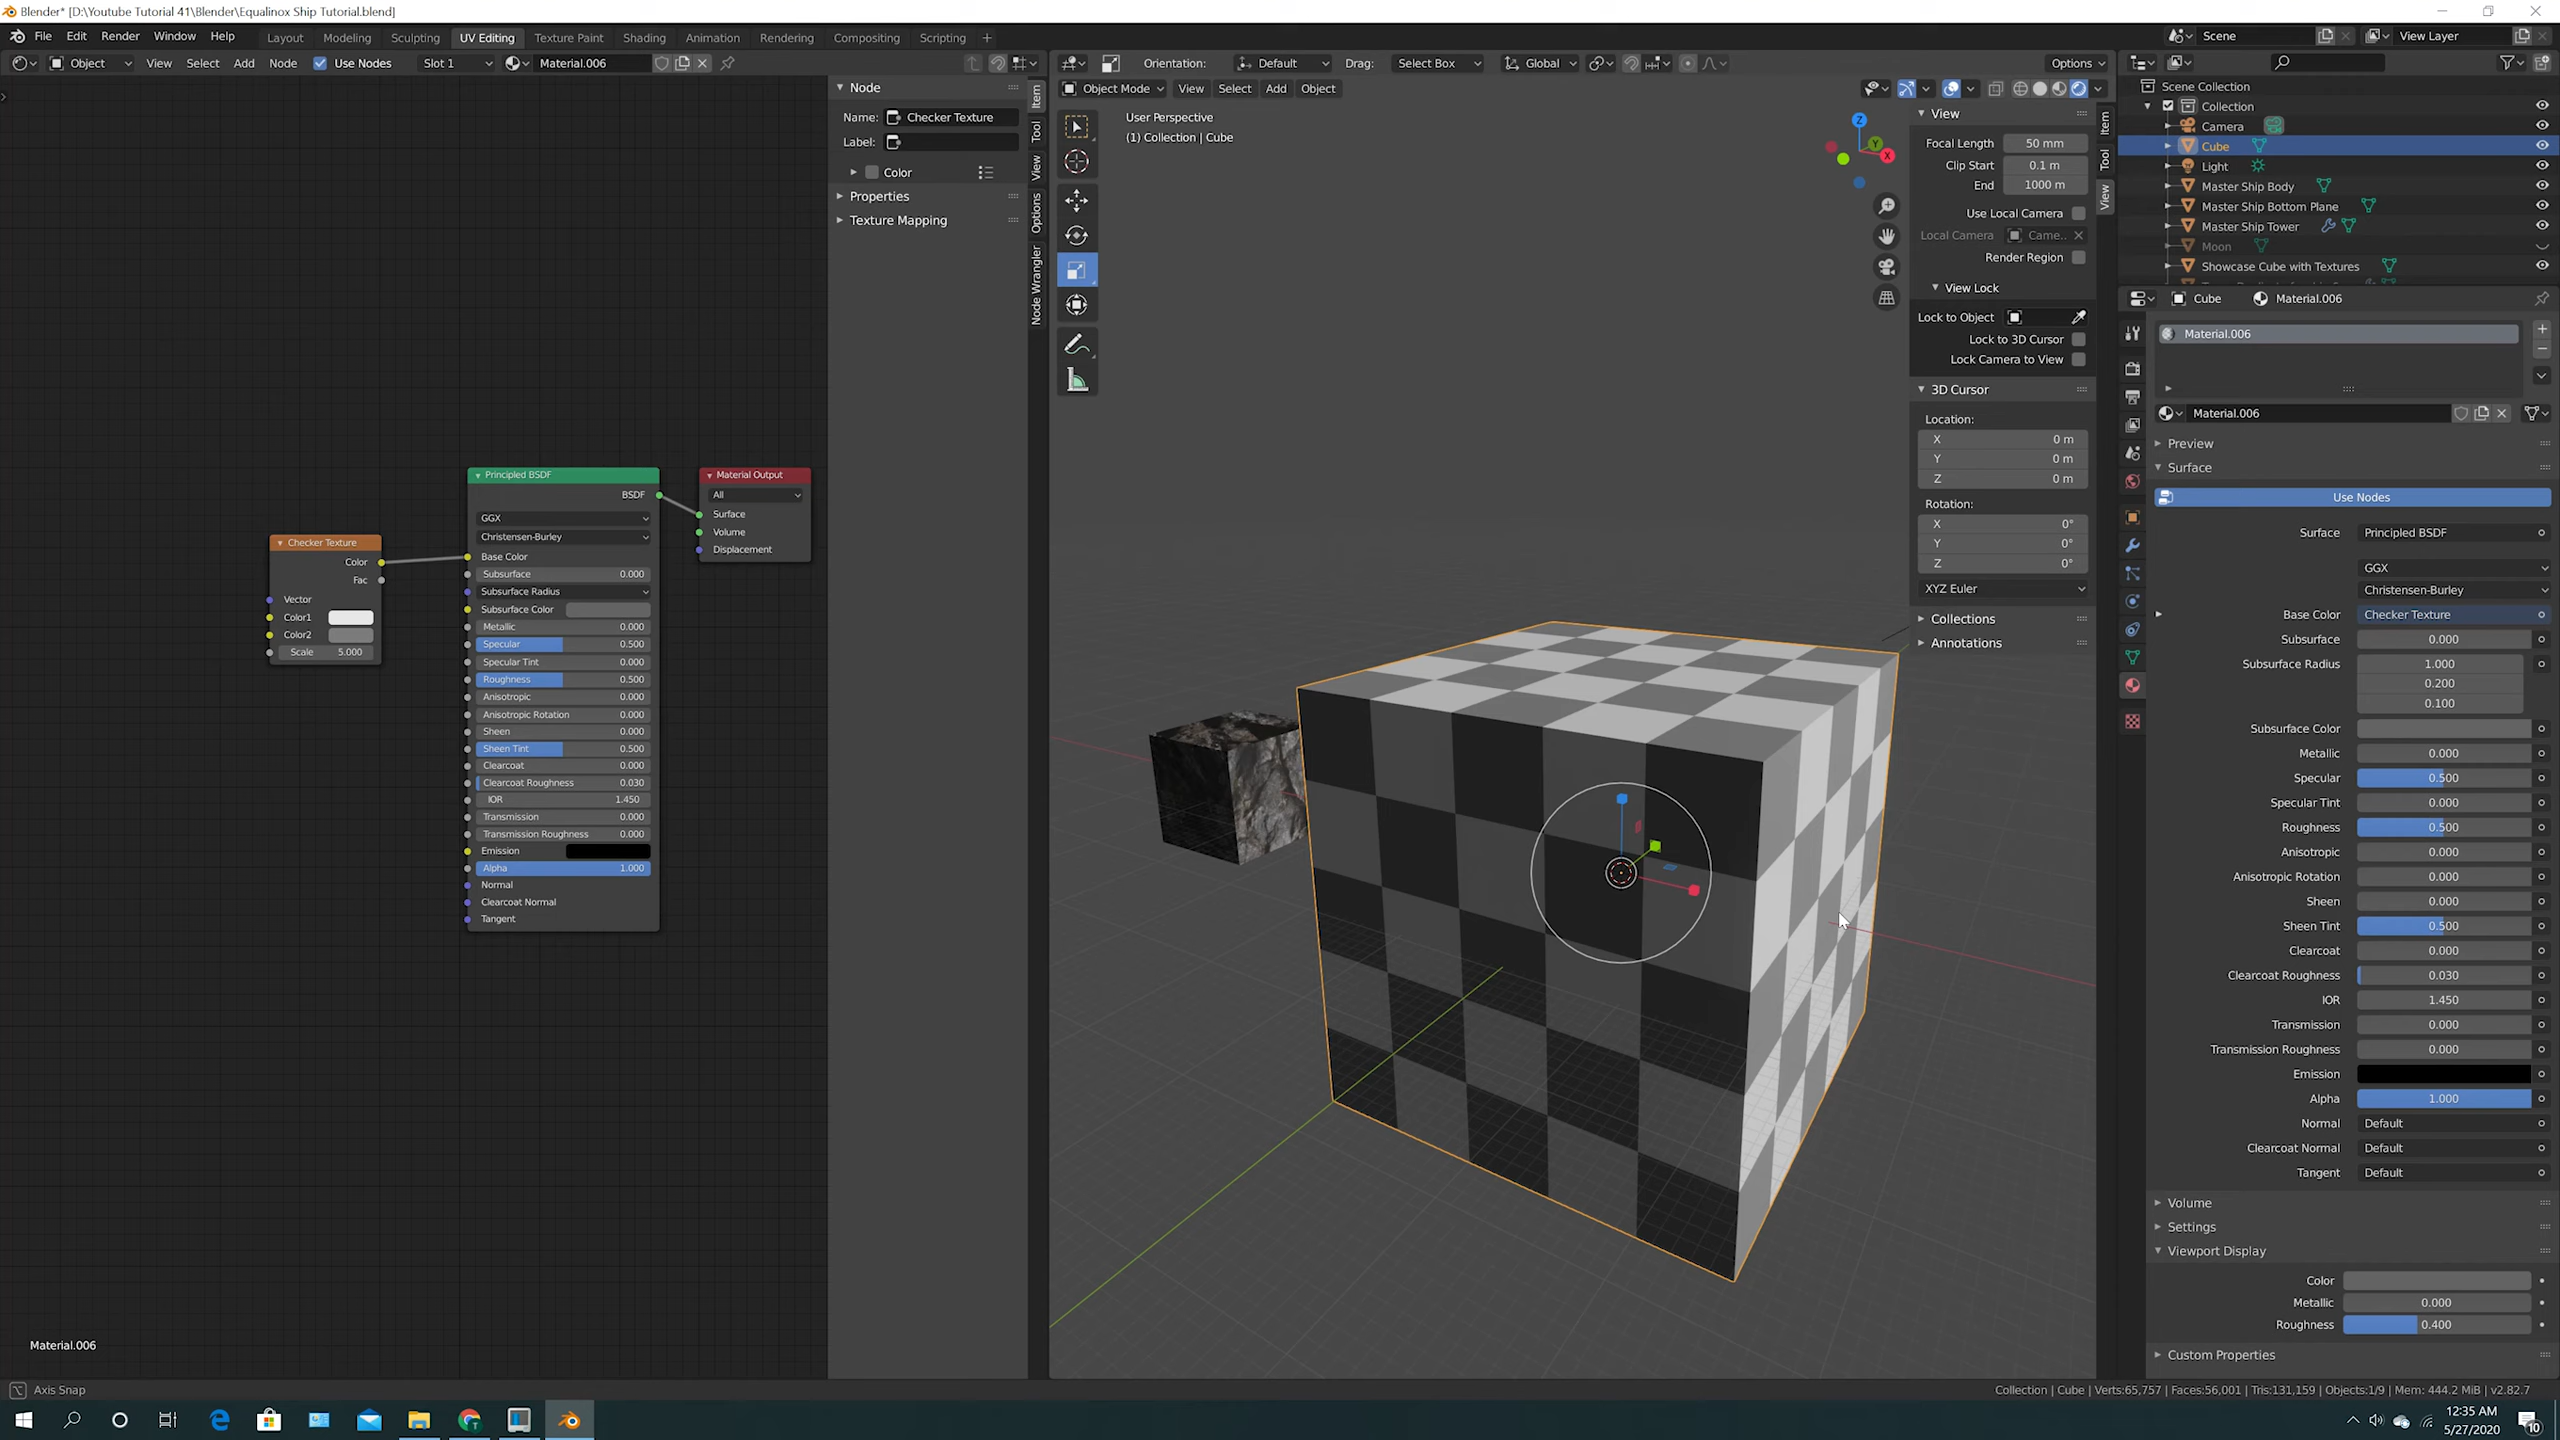 Blender* [D:\Youtube Tutorial 41\Blender\Equalinox Ship Tutorial.blend]
File Edit Render Window Help Layout Modeling Sculpting UV Editing Texture Paint Shading Animation Rendering Compositing Scripting + Scene View Layer
Object View Select Add Node Use Nodes Slot 1 Material.006
Orientation: Default Drag: Select Box Global Options
Object Mode View Select Add Object
Node
Name: Checker Texture
Label:
Color
Properties
Texture Mapping
Item
Tool
View
Options
Node Wrangler
Principled BSDF
BSDF
GGX
Christensen-Burley
Base Color
Subsurface 0.000
Subsurface Radius
Subsurface Color
Metallic 0.000
Specular 0.500
Specular Tint 0.000
Roughness 0.500
Anisotropic 0.000
Anisotropic Rotation 0.000
Sheen 0.000
Sheen Tint 0.500
Clearcoat 0.000
Clearcoat Roughness 0.030
IOR 1.450
Transmission 0.000
Transmission Roughness 0.000
Emission
Alpha 1.000
Normal
Clearcoat Normal
Tangent
Material Output
All
Surface
Volume
Displacement
Checker Texture
Color
Fac
Vector
Color1
Color2
Scale 5.000
Material.006
User Perspective
(1) Collection | Cube
Z
Y
X
View
Focal Length 50 mm
Clip Start 0.1 m
End 1000 m
Use Local Camera
Local Camera Came..
Render Region
View Lock
Lock to Object
Lock to 3D Cursor
Lock Camera to View
3D Cursor
Location:
X 0 m
Y 0 m
Z 0 m
Rotation:
X 0°
Y 0°
Z 0°
XYZ Euler
Collections
Annotations
Item
Tool
View
Scene Collection
Collection
Camera
Cube
Light
Master Ship Body
Master Ship Bottom Plane
Master Ship Tower
Moon
Showcase Cube with Textures
Cube Material.006
Material.006
Material.006
Preview
Surface
Use Nodes
Surface Principled BSDF
GGX
Christensen-Burley
Base Color Checker Texture
Subsurface 0.000
Subsurface Radius 1.000
0.200
0.100
Subsurface Color
Metallic 0.000
Specular 0.500
Specular Tint 0.000
Roughness 0.500
Anisotropic 0.000
Anisotropic Rotation 0.000
Sheen 0.000
Sheen Tint 0.500
Clearcoat 0.000
Clearcoat Roughness 0.030
IOR 1.450
Transmission 0.000
Transmission Roughness 0.000
Emission
Alpha 1.000
Normal Default
Clearcoat Normal Default
Tangent Default
Volume
Settings
Viewport Display
Color
Metallic 0.000
Roughness 0.400
Custom Properties
Axis Snap
Collection | Cube | Verts:65,757 | Faces:56,001 | Tris:131,159 | Objects:1/9 | Mem: 444.2 MiB | v2.82.7
12:35 AM
5/27/2020
10